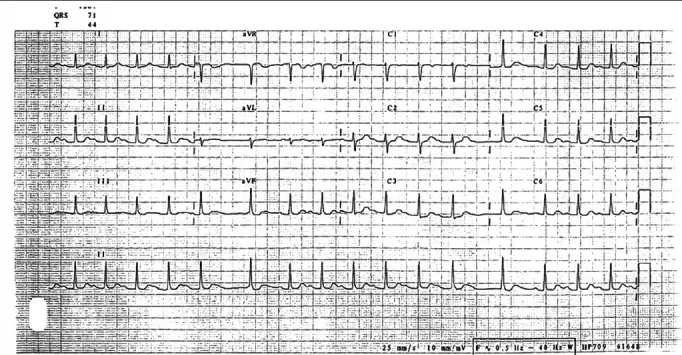 QRS 71
T 44
I aVR C1 C4
II aVL C2 C5
III aVF C3 C6
II
25 mm/s 10 mm/mV F ∿ 0,5 Hz - 40 Hz W HP709 61648